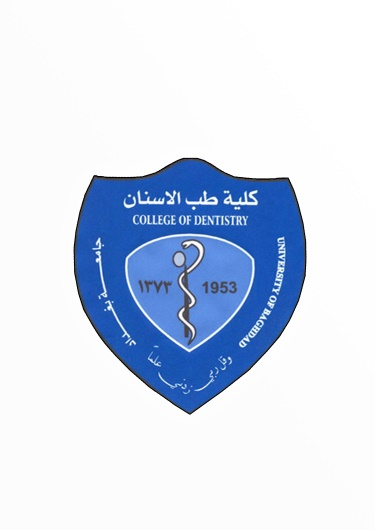 كلية طب الاسنان
COLLEGE OF DENTISTRY
جامعة بغداد
UNIVERSITY OF BAGHDAD
١٣٧٣ 1953
وقل ربي زدني علماً